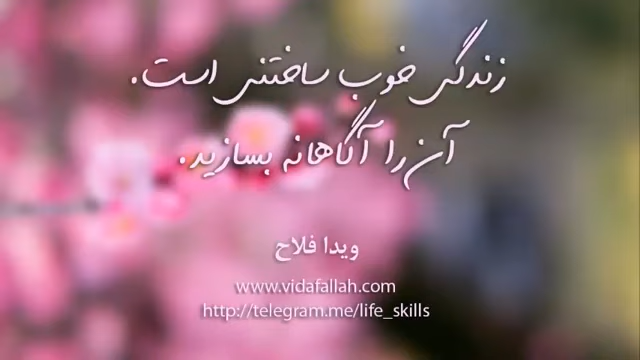 زندگی خوب ساختنی است.
آن را آگاهانه بسازید.
ویدا فلاح
www.vidafallah.com
http://telegram.me/life_skills